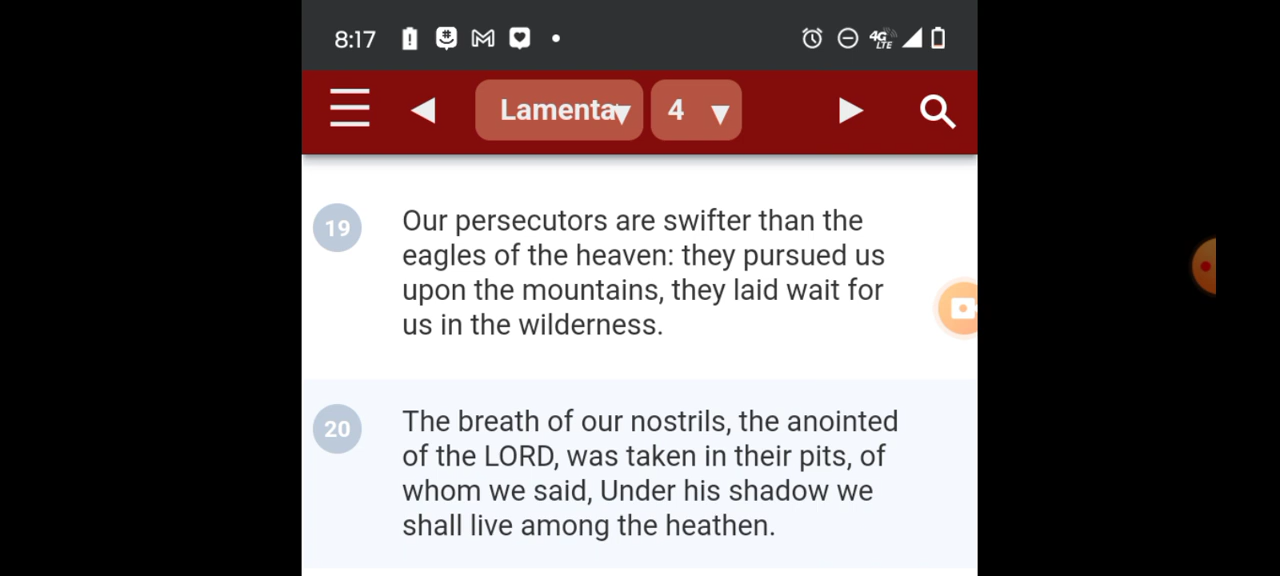 8:17
4G
LTE
Lamenta
4
19
Our persecutors are swifter than the
eagles of the heaven: they pursued us
upon the mountains, they laid wait for
us in the wilderness.
20
The breath of our nostrils, the anointed
of the LORD, was taken in their pits, of
whom we said, Under his shadow we
shall live among the heathen.